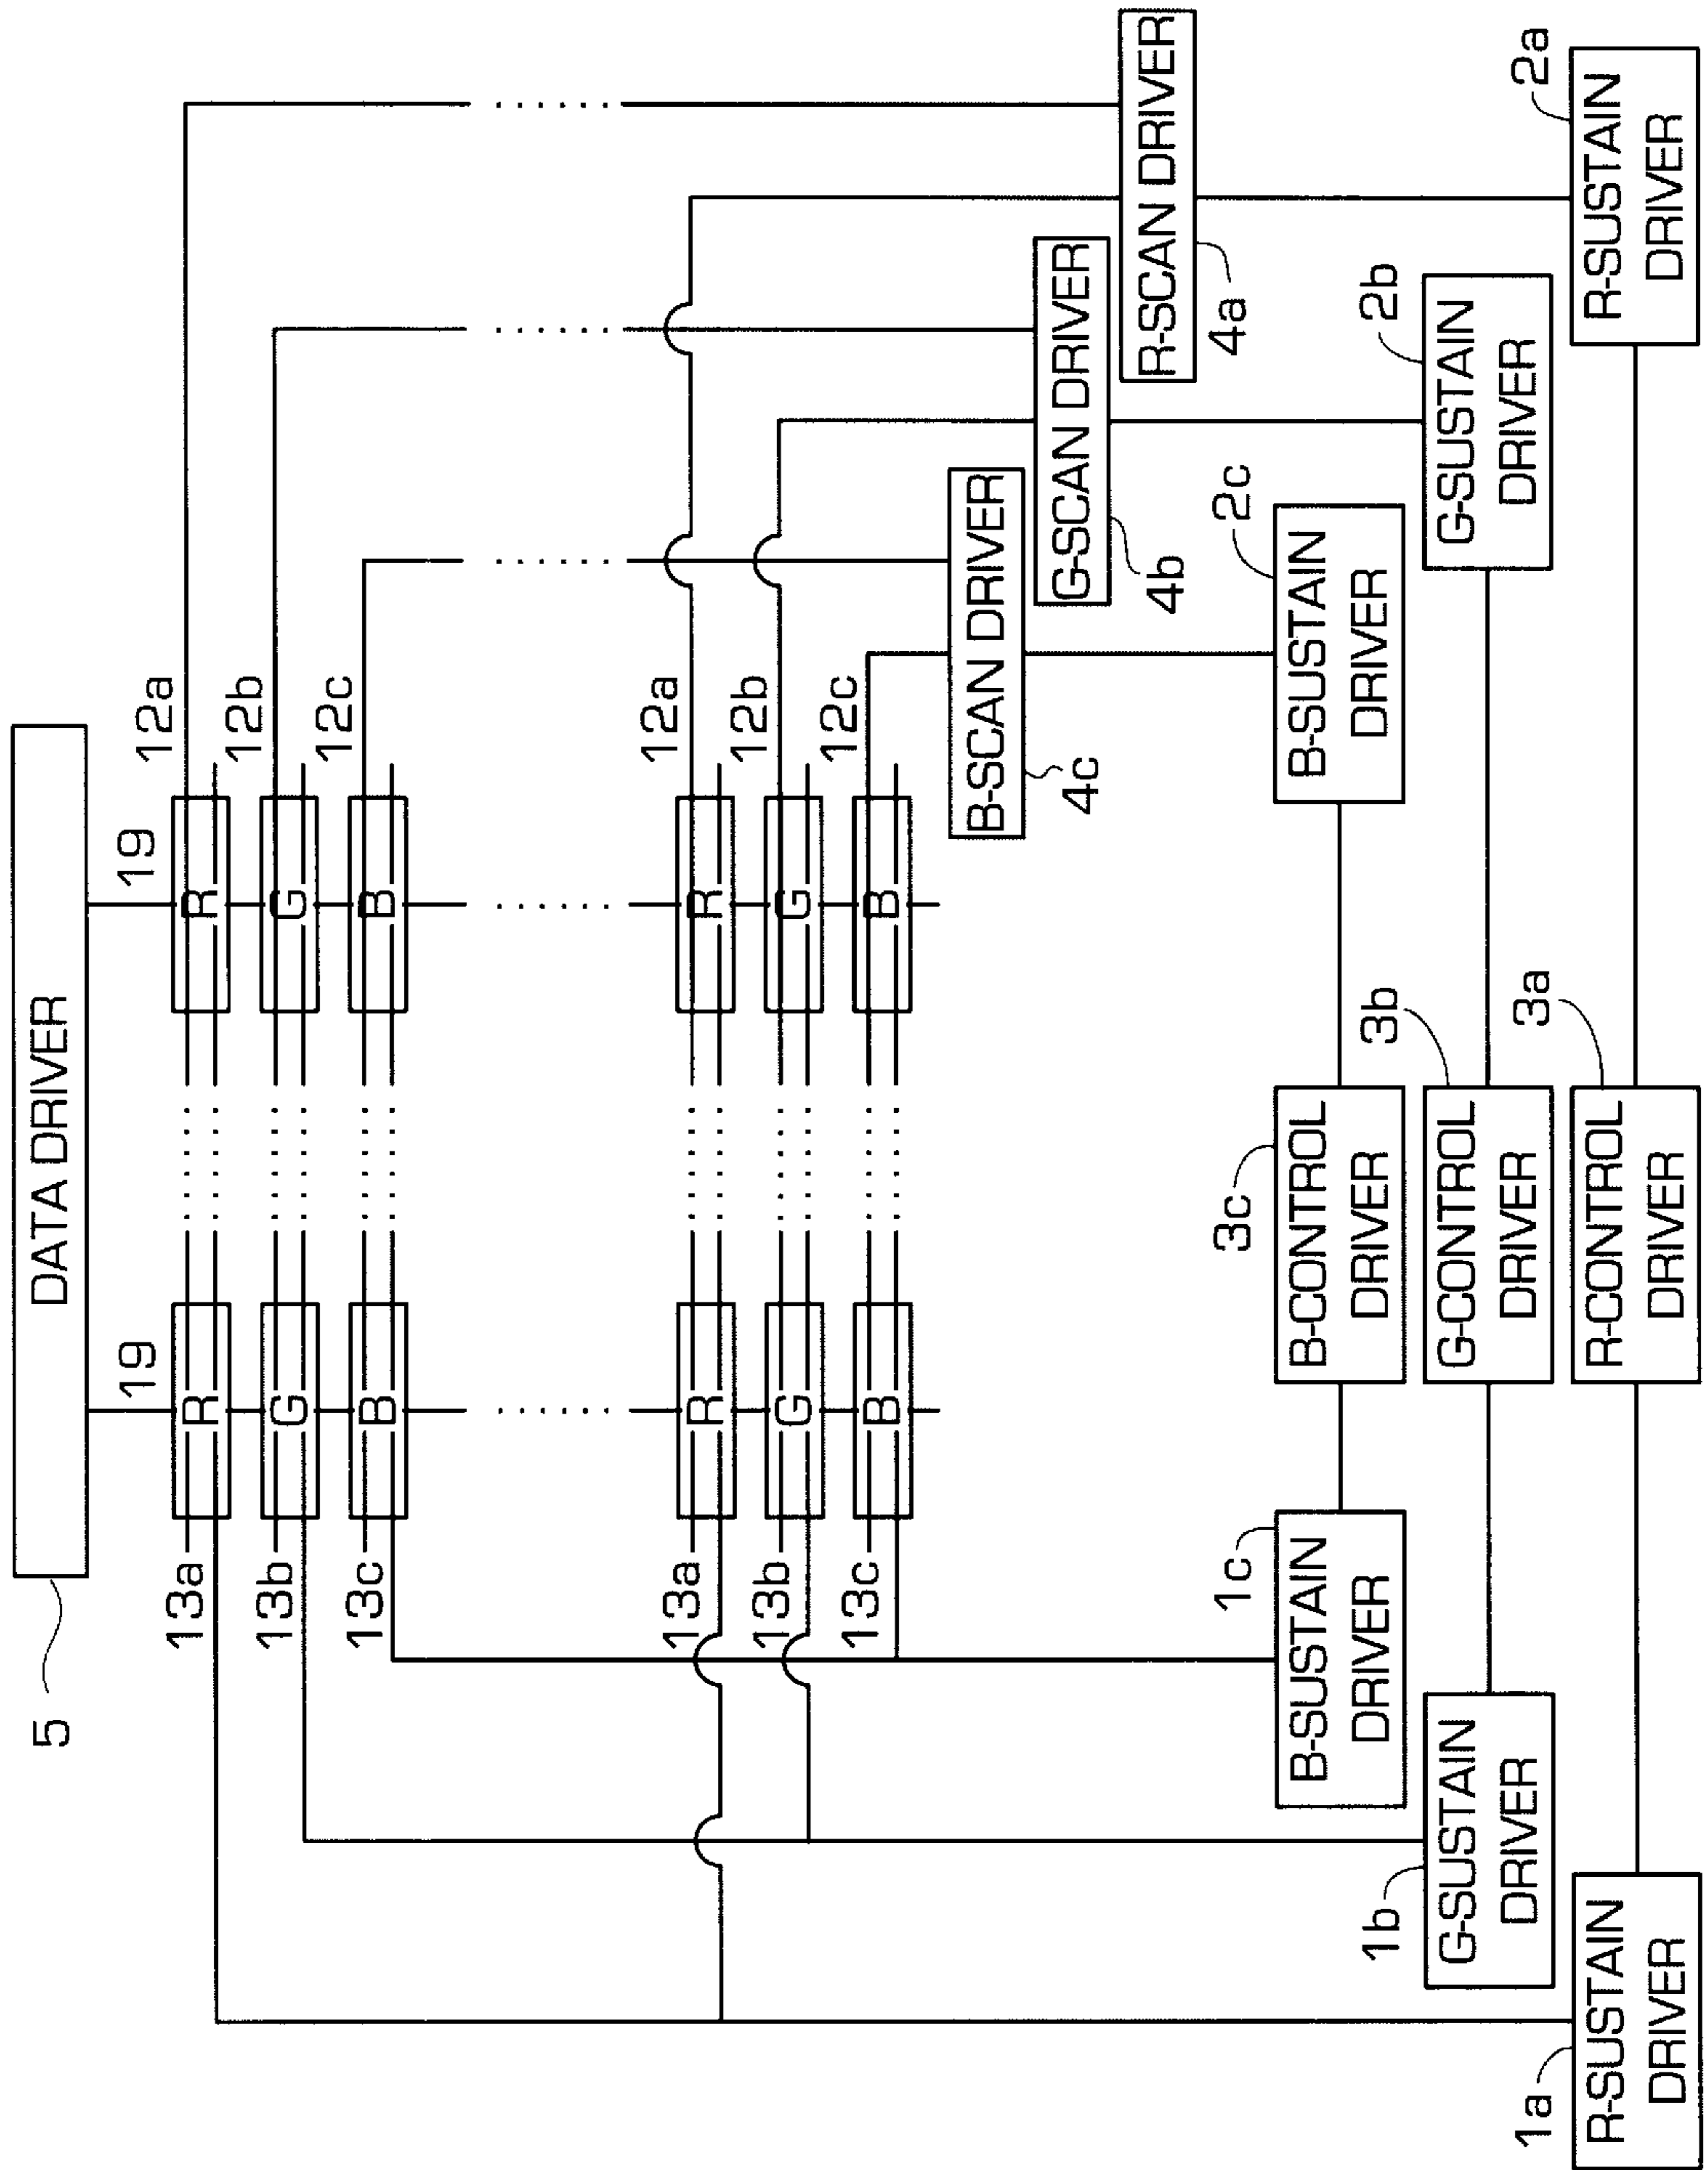 DATA DRIVER
5
19
19
13a
R
R
12a
13b
G
G
12b
13c
B
B
12c
13a
R
R
12a
13b
G
G
12b
13c
B
B
12c
B-SCAN DRIVER
4c
G-SCAN DRIVER
4b
R-SCAN DRIVER
4a
1c
B-SUSTAIN
DRIVER
3c
B-CONTROL
DRIVER
2c
B-SUSTAIN
DRIVER
1b
G-SUSTAIN
DRIVER
3b
G-CONTROL
DRIVER
2b
G-SUSTAIN
DRIVER
1a
R-SUSTAIN
DRIVER
3a
R-CONTROL
DRIVER
2a
R-SUSTAIN
DRIVER